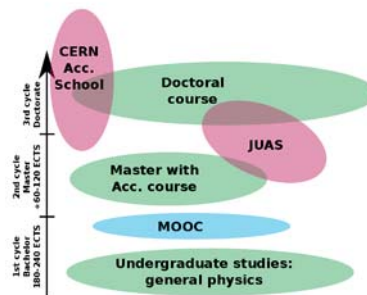 CERN
Acc.
School
Doctoral
course
JUAS
Master with
Acc. course
MOOC
Undergraduate studies:
general physics
3rd cycle
Doctorate
2nd cycle
Master
+60-120 ECTS
1st cycle
Bachelor
180-240 ECTS